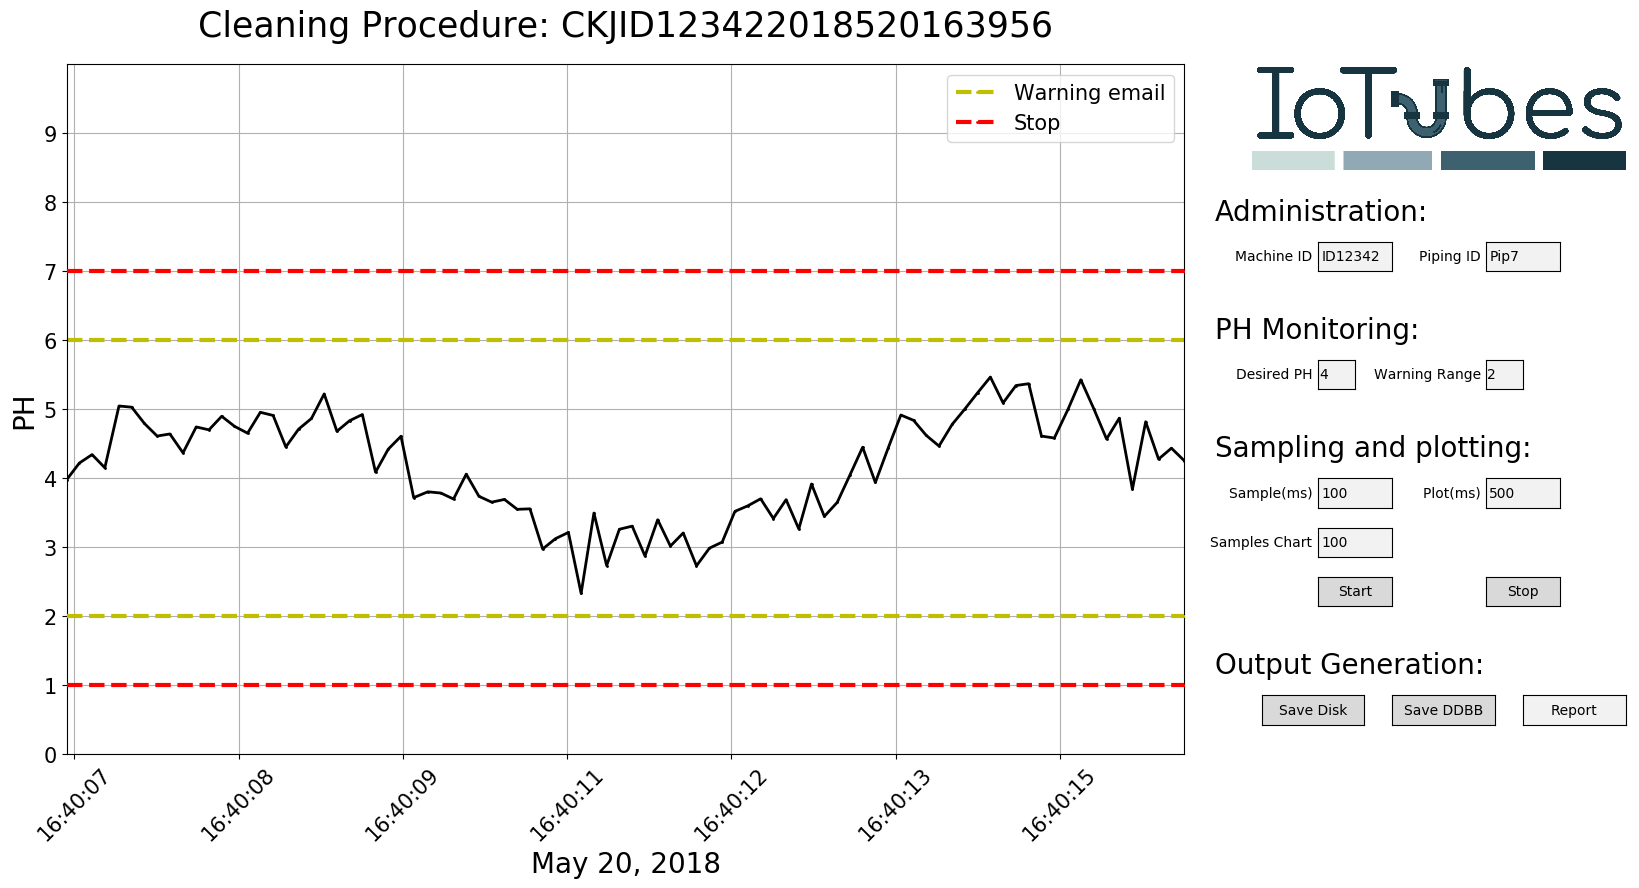 Cleaning Procedure: CKJID123422018520163956
Warning email
Stop
9
8
7
6
5
4
3
2
1
0
PH
16:40:07
16:40:08
16:40:09
16:40:11
16:40:12
16:40:13
16:40:15
May 20, 2018
IoTubes
Administration:
Machine ID ID12342 Piping ID Pip7
PH Monitoring:
Desired PH 4 Warning Range 2
Sampling and plotting:
Sample(ms) 100 Plot(ms) 500
Samples Chart 100
Start Stop
Output Generation:
Save Disk Save DDBB Report